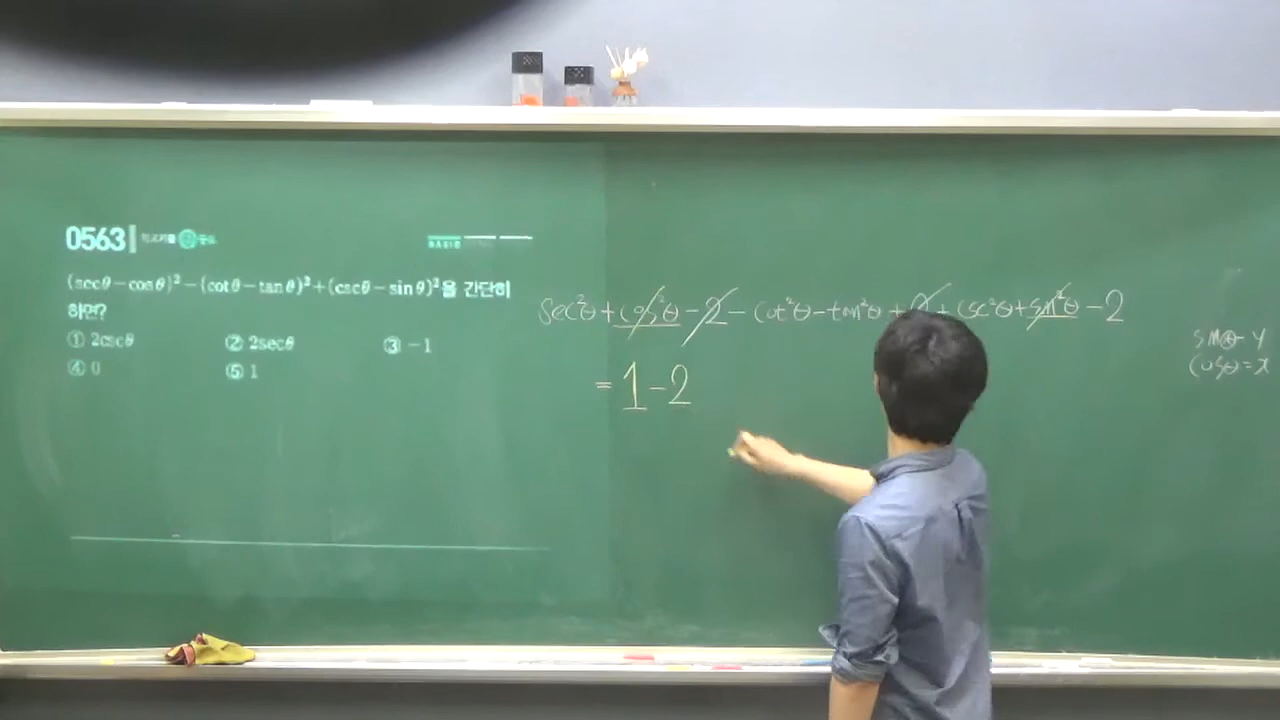 0563
BASIC
(secθ－cosθ)²－(cotθ－tanθ)²＋(cscθ－sinθ)²을 간단히
하면?
① 2cscθ ② 2secθ ③ －1
④ 0 ⑤ 1
sec²θ+cos²θ-2-cot²θ-tan²θ+2+csc²θ+sin²θ-2
= 1-2
cosθ=x